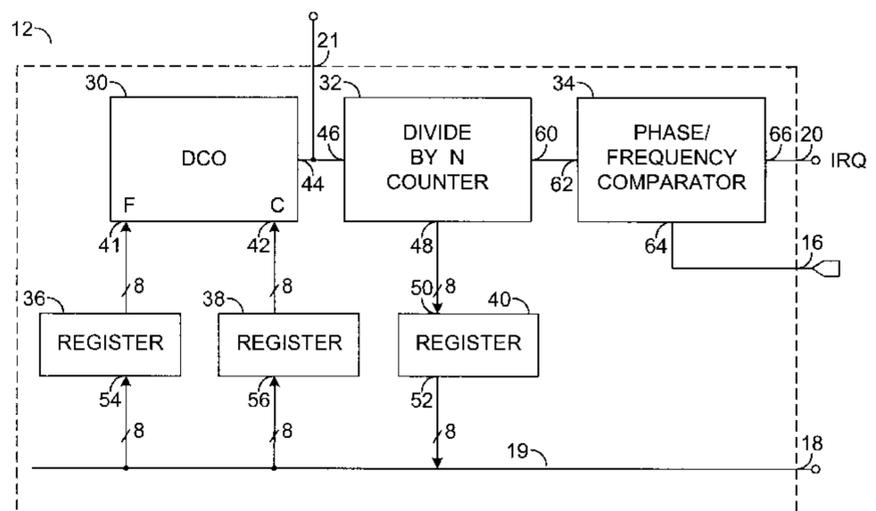 12
21
30
32
34
DCO
46
DIVIDE
BY N
COUNTER
60
PHASE/
FREQUENCY
COMPARATOR
66
20
IRQ
44
62
F
C
41
42
48
64
16
8
8
8
36
38
50
40
REGISTER
REGISTER
REGISTER
54
56
52
8
8
8
19
18